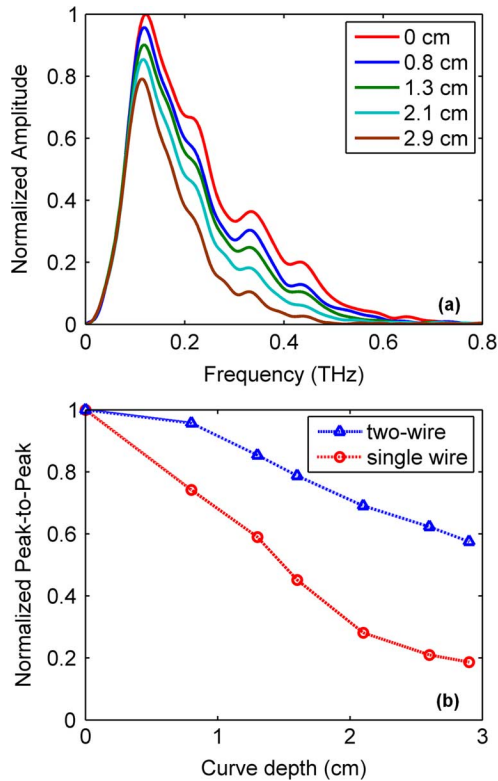 1
0.8
0.6
0.4
0.2
0
0 0.2 0.4 0.6 0.8
Normalized Amplitude
Frequency (THz)
0 cm
0.8 cm
1.3 cm
2.1 cm
2.9 cm
(a)
1
0.8
0.6
0.4
0.2
0
0 1 2 3
Normalized Peak-to-Peak
Curve depth (cm)
two-wire
single wire
(b)